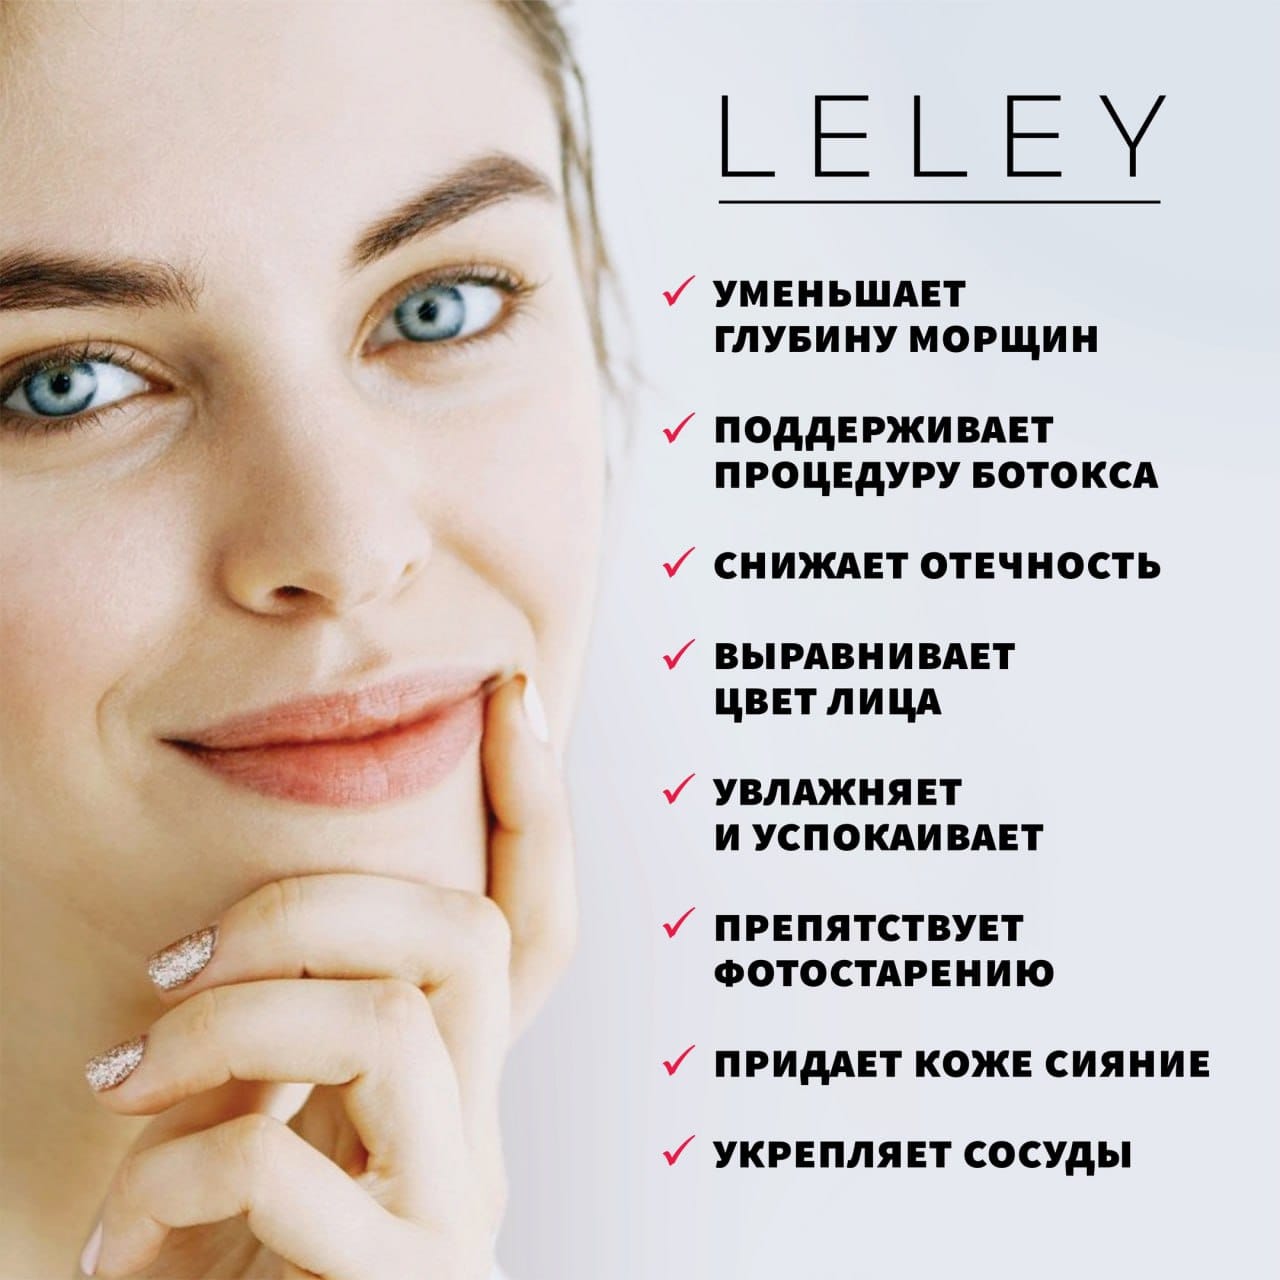 LELEY
УМЕНЬШАЕТ
ГЛУБИНУ МОРЩИН
ПОДДЕРЖИВАЕТ
ПРОЦЕДУРУ БОТОКСА
СНИЖАЕТ ОТЕЧНОСТЬ
ВЫРАВНИВАЕТ
ЦВЕТ ЛИЦА
УВЛАЖНЯЕТ
И УСПОКАИВАЕТ
ПРЕПЯТСТВУЕТ
ФОТОСТАРЕНИЮ
ПРИДАЕТ КОЖЕ СИЯНИЕ
УКРЕПЛЯЕТ СОСУДЫ